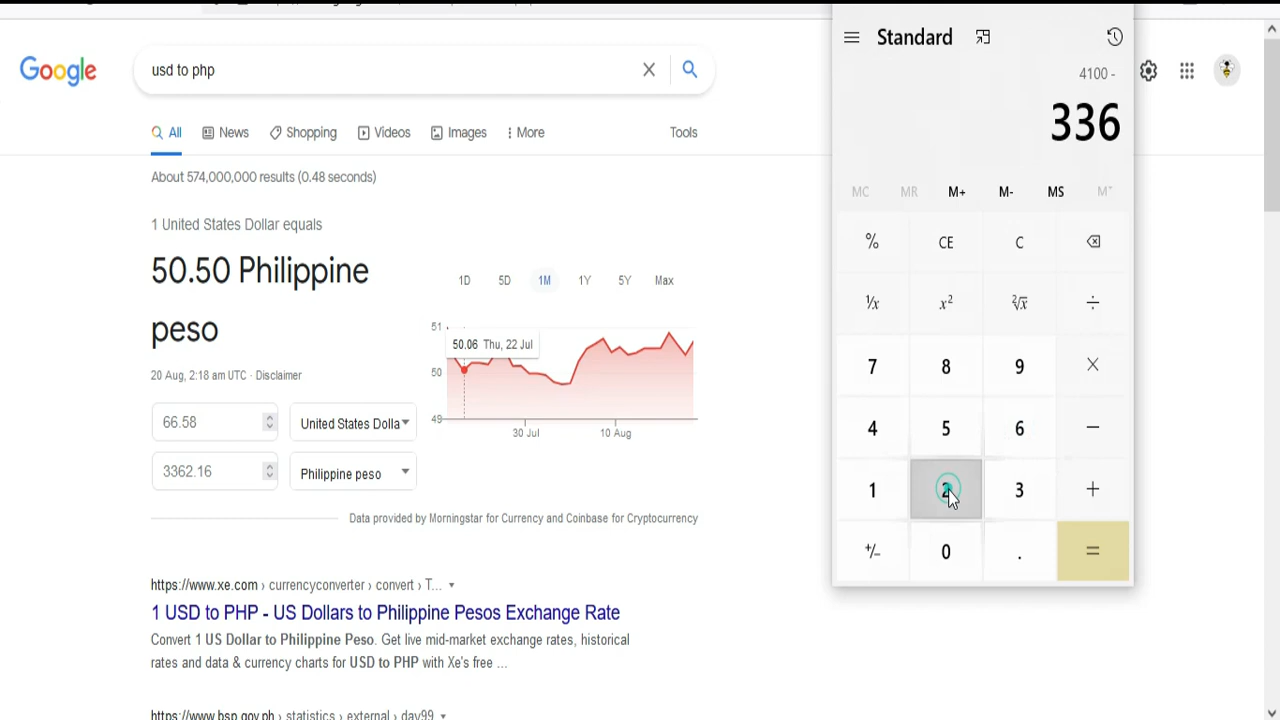 Google
usd to php
All
News
Shopping
Videos
Images
More
Tools
About 574,000,000 results (0.48 seconds)
1 United States Dollar equals
50.50 Philippine
peso
20 Aug, 2:18 am UTC · Disclaimer
66.58
United States Dolla
3362.16
Philippine peso
1D 5D 1M 1Y 5Y Max
51
50.06 Thu, 22 Jul
50
49
30 Jul 10 Aug
Data provided by Morningstar for Currency and Coinbase for Cryptocurrency
https://www.xe.com › currencyconverter › convert › T...
1 USD to PHP - US Dollars to Philippine Pesos Exchange Rate
Convert 1 US Dollar to Philippine Peso. Get live mid-market exchange rates, historical
rates and data & currency charts for USD to PHP with Xe's free ...
https://www.bsp.gov.ph › statistics › external › day99
Standard
4100 -
336
MC MR M+ M- MS M˅
% CE C
⅟x x² ²√x ÷
7 8 9 ×
4 5 6 −
1 2 3 +
+/− 0 . =